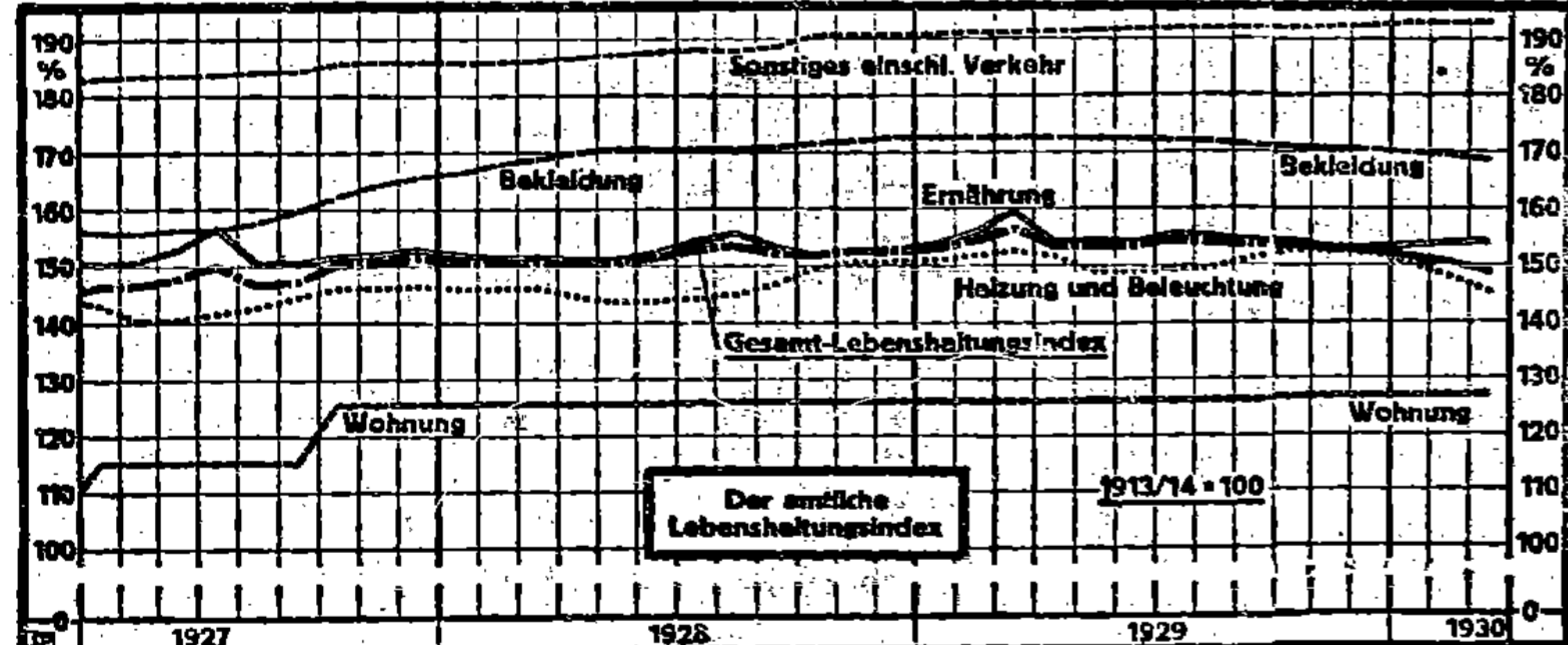 190
%
180
170
160
150
140
130
120
110
100
0
190
%
180
170
160
150
140
130
120
110
100
0
Sonstiges einschl. Verkehr
Bekleidung
Bekleidung
Ernährung
Heizung und Beleuchtung
Gesamt-Lebenshaltungsindex
Wohnung
Wohnung
Der amtliche
Lebenshaltungsindex
1913/14 = 100
1927
1928
1929
1930